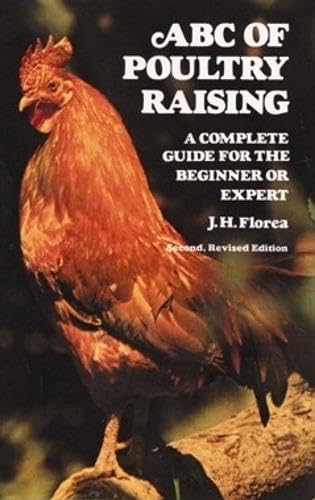 ABC OF
POULTRY
RAISING
A COMPLETE
GUIDE FOR THE
BEGINNER OR
EXPERT
J.H. Florea
Second, Revised Edition